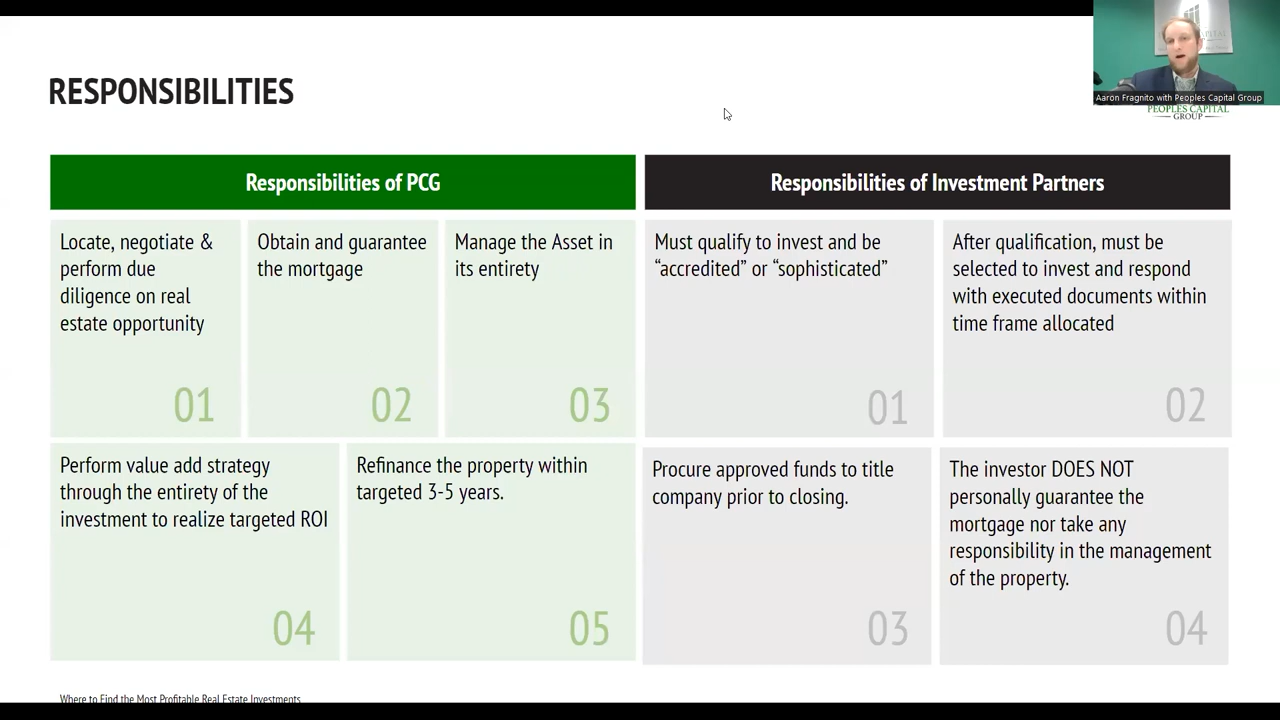 RESPONSIBILITIES
Aaron Fragnito with Peoples Capital Group
PEOPLES CAPITAL
GROUP
Responsibilities of PCG
Responsibilities of Investment Partners
Locate, negotiate &
perform due
diligence on real
estate opportunity
01
Obtain and guarantee
the mortgage
02
Manage the Asset in
its entirety
03
Must qualify to invest and be
“accredited” or “sophisticated”
01
After qualification, must be
selected to invest and respond
with executed documents within
time frame allocated
02
Perform value add strategy
through the entirety of the
investment to realize targeted ROI
04
Refinance the property within
targeted 3-5 years.
05
Procure approved funds to title
company prior to closing.
03
The investor DOES NOT
personally guarantee the
mortgage nor take any
responsibility in the management
of the property.
04
Where to Find the Most Profitable Real Estate Investments